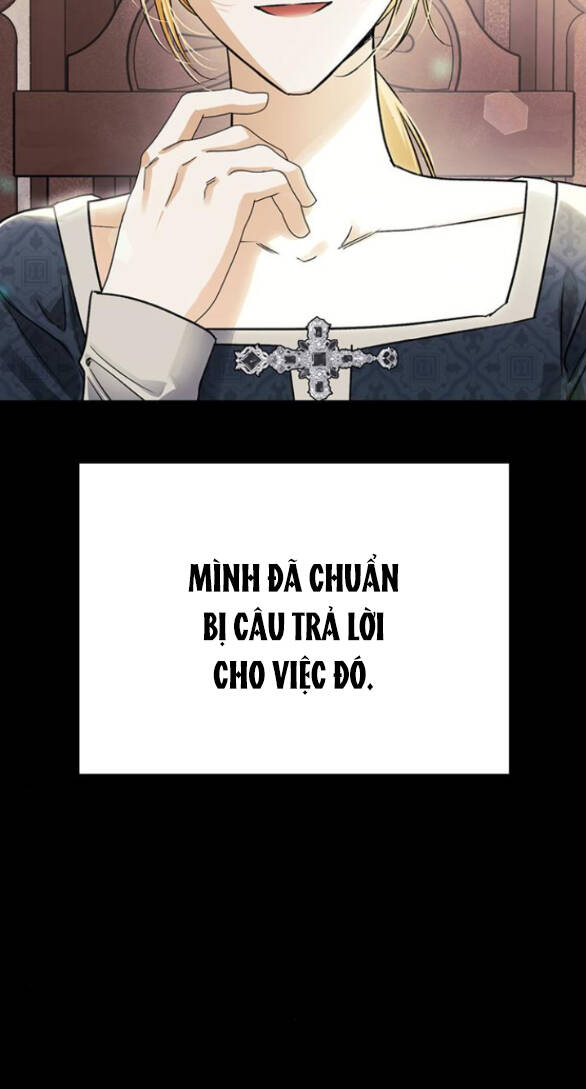 MÌNH ĐÃ CHUẨN
BỊ CÂU TRẢ LỜI
CHO VIỆC ĐÓ.